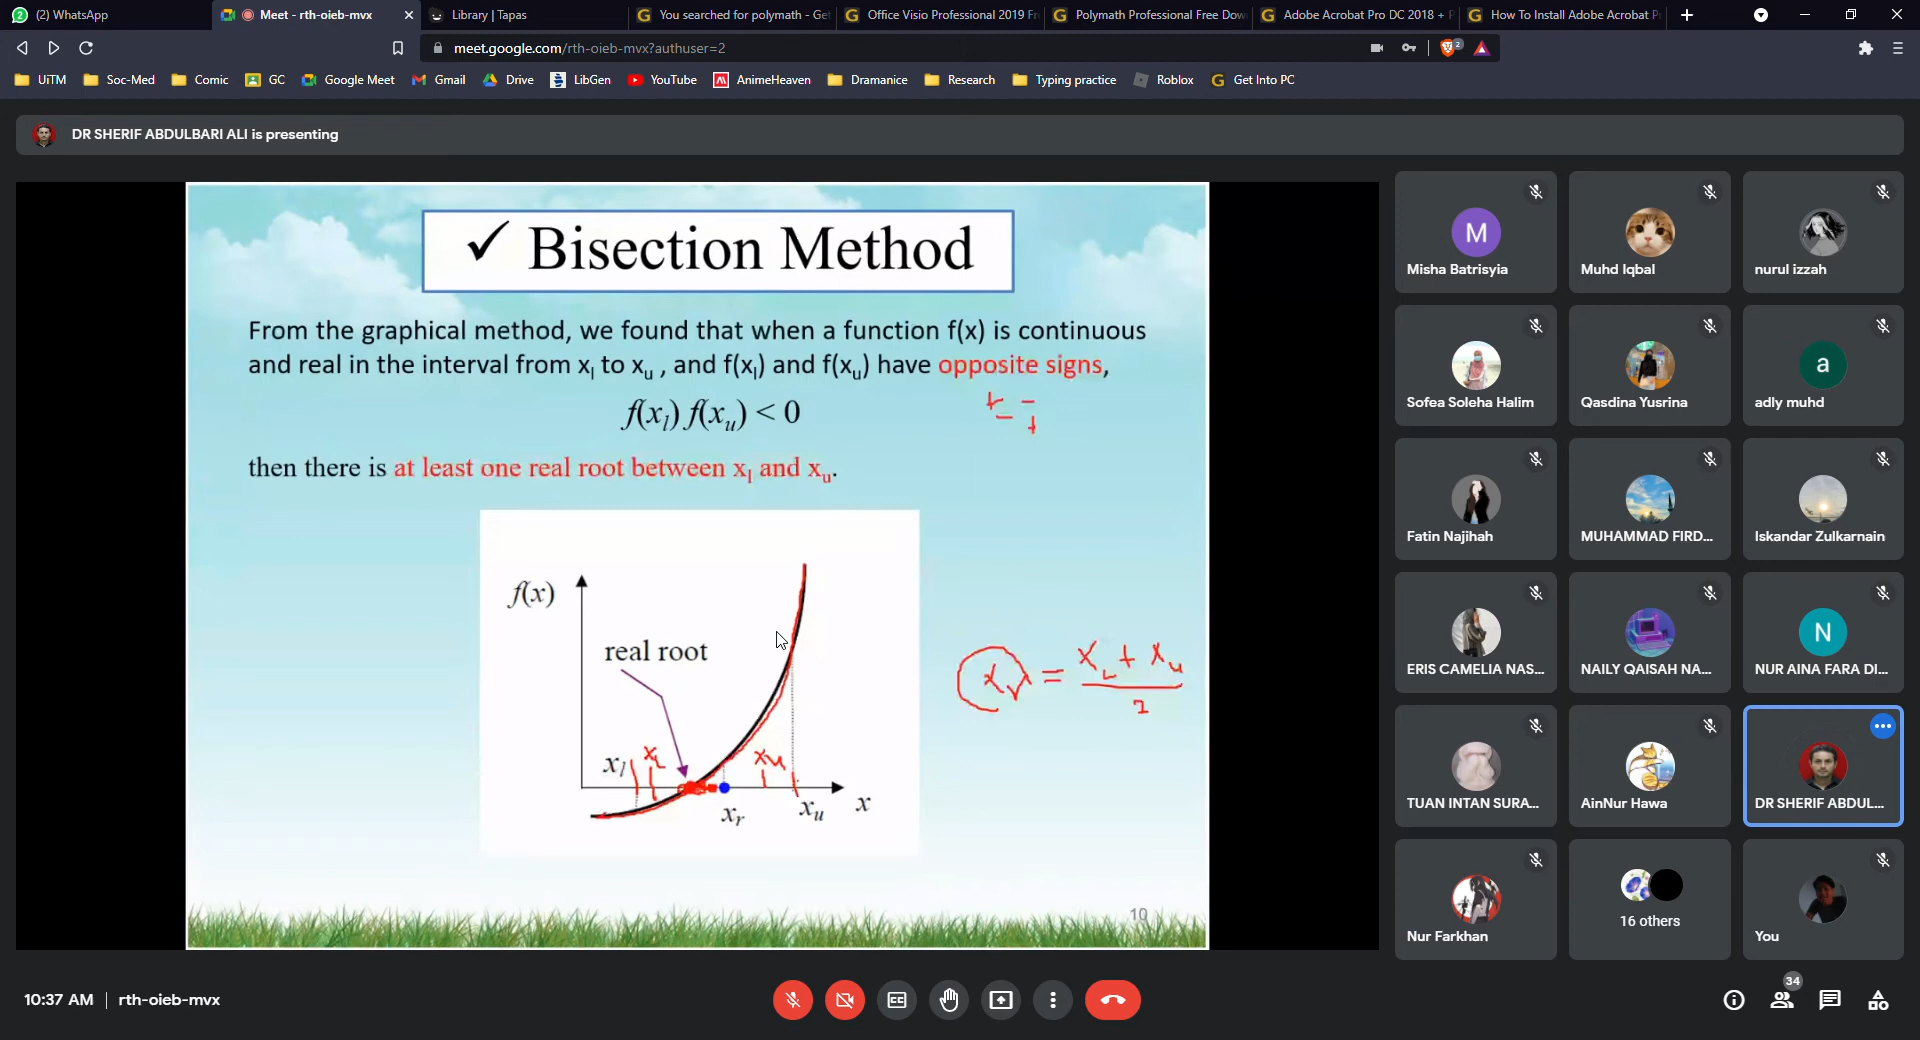 (2) WhatsApp
Meet - rth-oieb-mvx
Library | Tapas
You searched for polymath - Get
Office Visio Professional 2019 Fr
Polymath Professional Free Dow
Adobe Acrobat Pro DC 2018 + P
How To Install Adobe Acrobat P
meet.google.com/rth-oieb-mvx?authuser=2
2
UiTM
Soc-Med
Comic
GC
Google Meet
Gmail
Drive
LibGen
YouTube
AnimeHeaven
Dramanice
Research
Typing practice
Roblox
Get Into PC
DR SHERIF ABDULBARI ALI is presenting
✓ Bisection Method
From the graphical method, we found that when a function f(x) is continuous
and real in the interval from xl to xu , and f(xl) and f(xu) have opposite signs,
f(xl) f(xu) < 0
+ -
- +
then there is at least one real root between xl and xu.
f(x)
real root
xl
xL
xu
xr
xu
x
xr = xL + xu
2
10
M
Misha Batrisyia
Muhd Iqbal
nurul izzah
Sofea Soleha Halim
Qasdina Yusrina
a
adly muhd
Fatin Najihah
MUHAMMAD FIRD...
Iskandar Zulkarnain
ERIS CAMELIA NAS...
NAILY QAISAH NA...
N
NUR AINA FARA DI...
TUAN INTAN SURA...
AinNur Hawa
DR SHERIF ABDUL...
Nur Farkhan
16 others
You
10:37 AM | rth-oieb-mvx
34